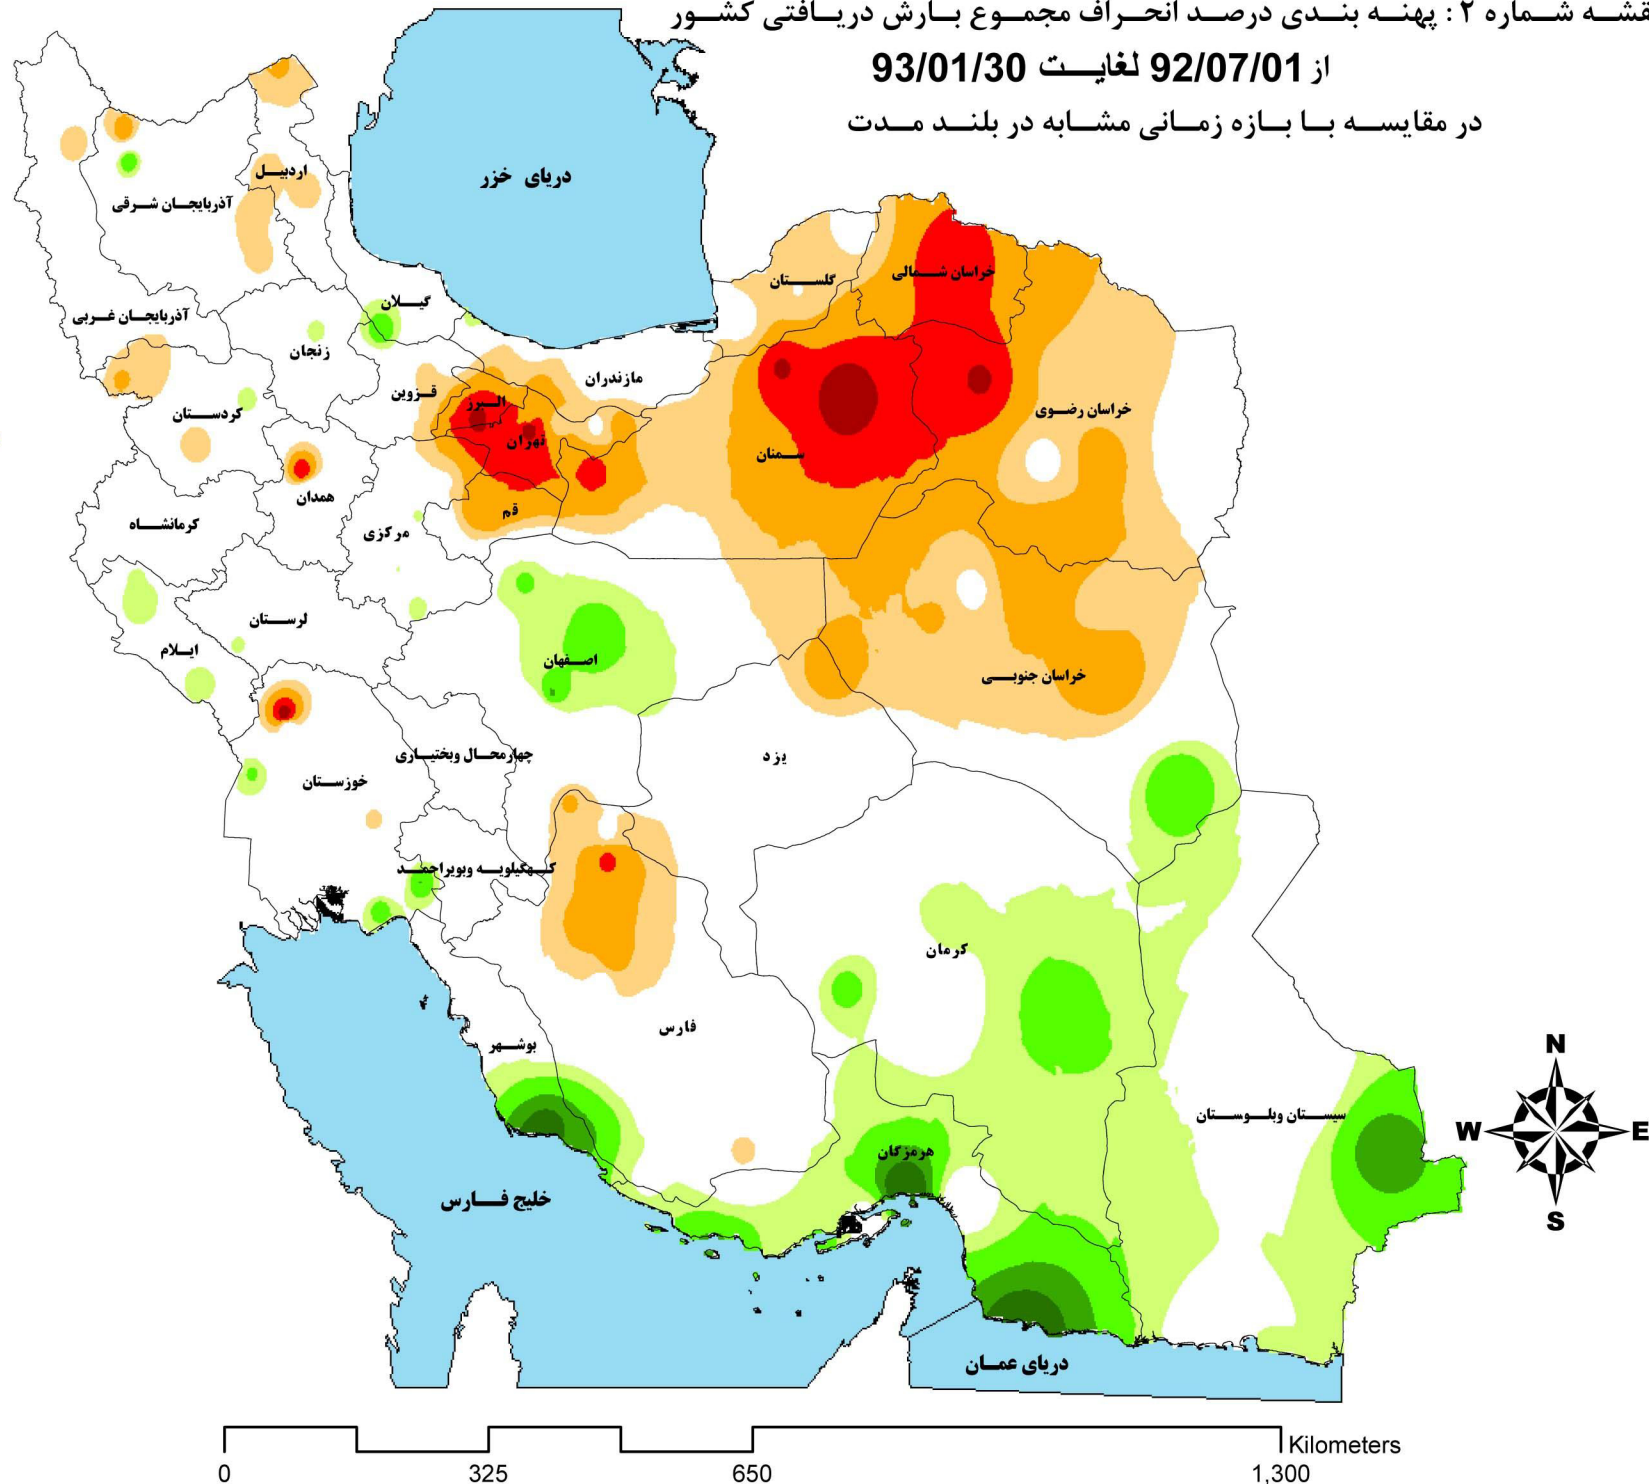 نقشه شماره ۲ : پهنه بندی درصد انحراف مجموع بارش دریافتی کشور
از 92/07/01 لغایت 93/01/30
در مقایسه با بازه زمانی مشابه در بلند مدت
دریای خزر
اردبیل
آذربایجان شرقی
گیلان
آذربایجان غربی
زنجان
گلستان
خراسان شمالی
مازندران
قزوین
البرز
تهران
کردستان
خراسان رضوی
سمنان
همدان
قم
کرمانشاه
مرکزی
لرستان
ایلام
اصفهان
خراسان جنوبی
چهارمحال وبختیاری
یزد
خوزستان
کهگیلویه وبویراحمد
کرمان
فارس
بوشهر
سیستان وبلوستان
هرمزگان
خلیج فارس
دریای عمان
N
W
E
S
Kilometers
0
325
650
1,300